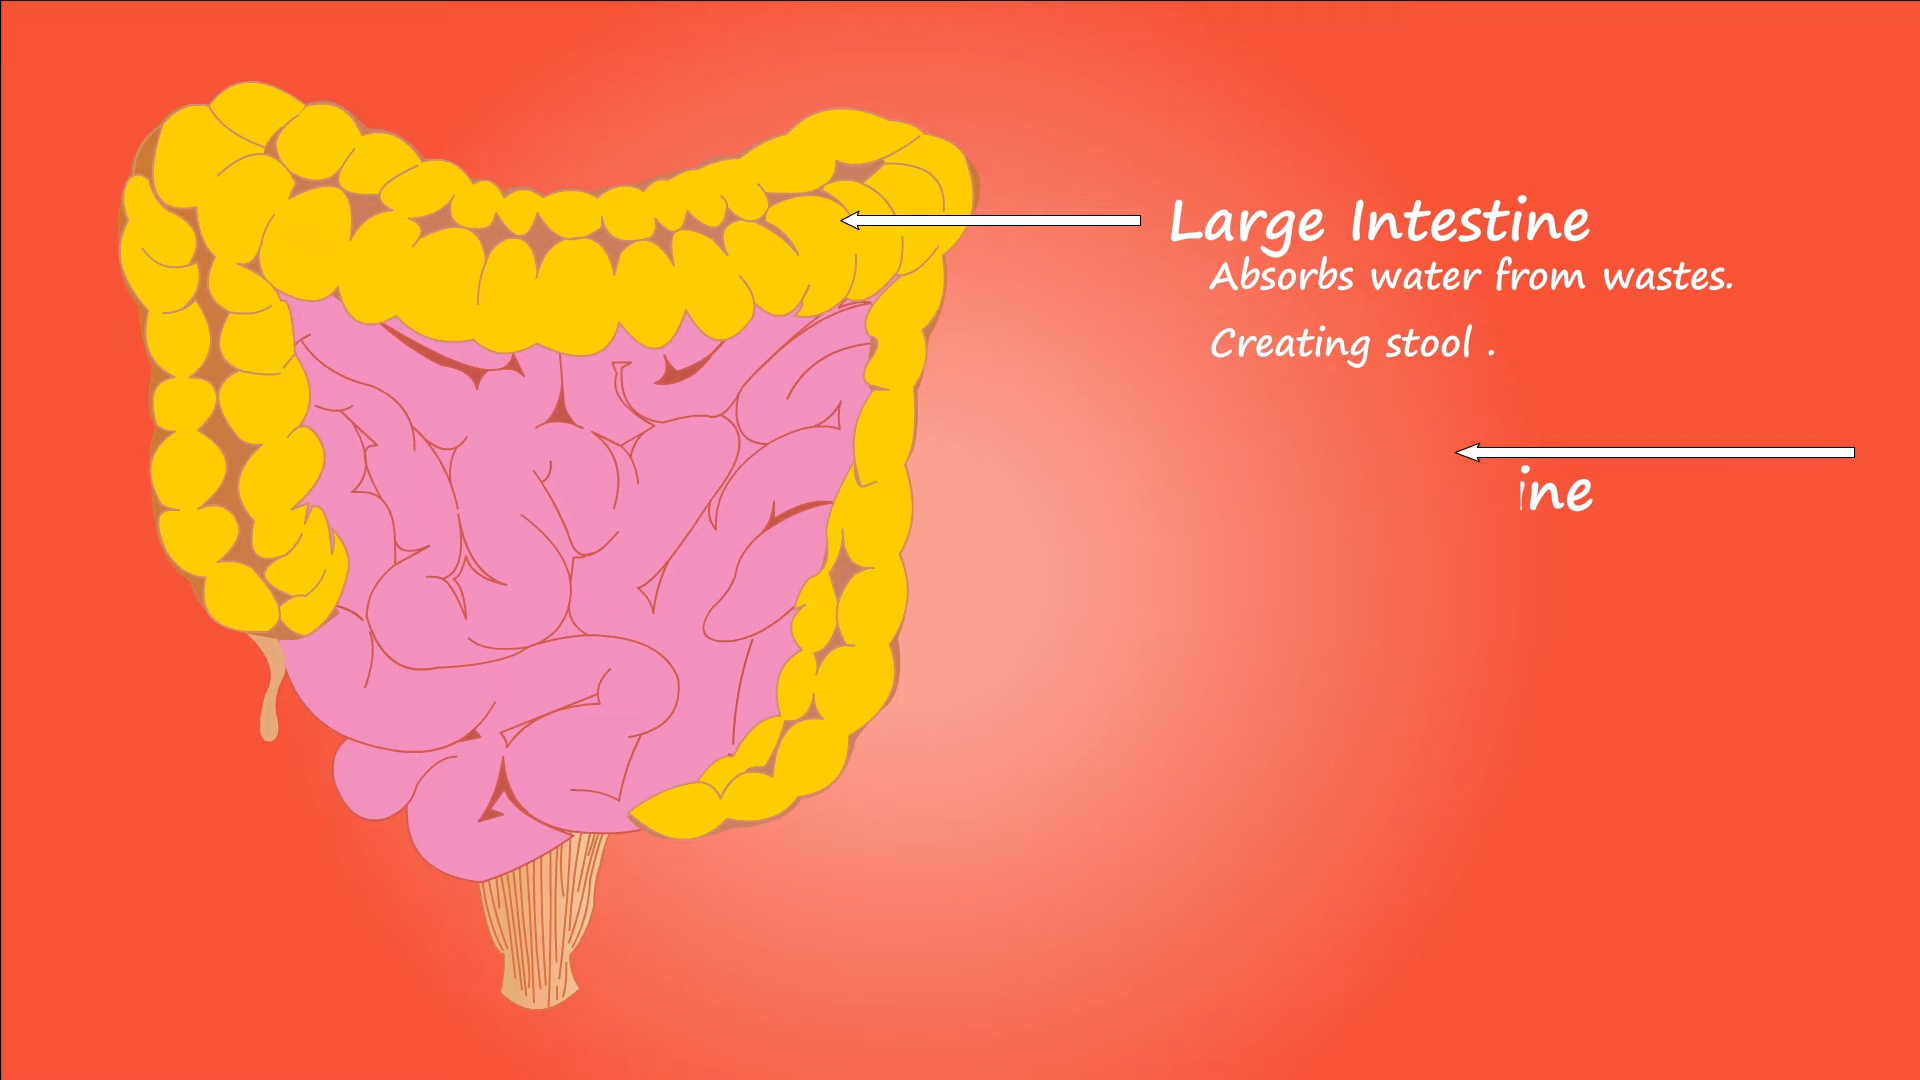 Large Intestine
Absorbs water from wastes.
Creating stool .
ine